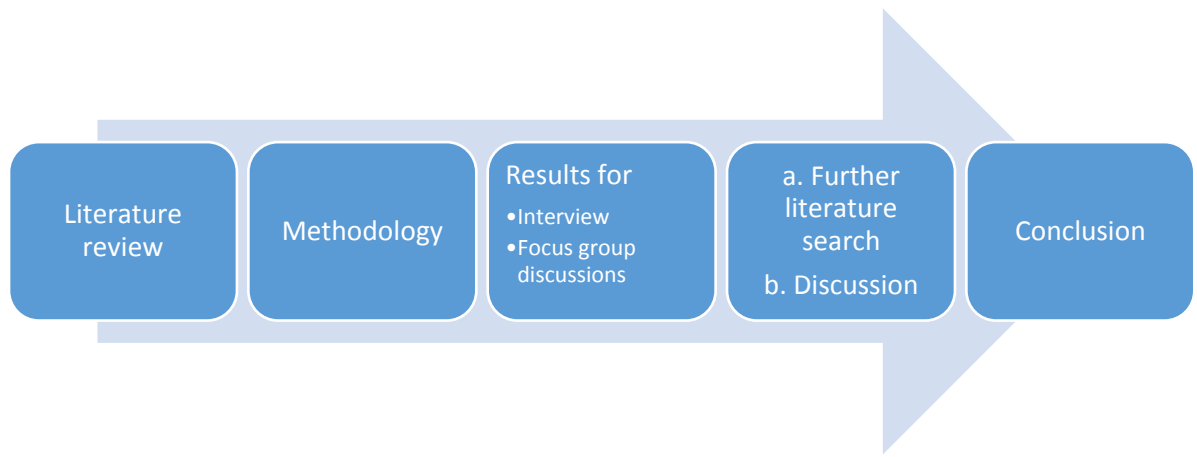 Literature
review
Methodology
Results for
•Interview
•Focus group
discussions
a. Further
literature
search
b. Discussion
Conclusion